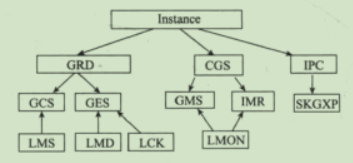 Instance
GRD CGS IPC
GCS GES GMS IMR SKGXP
LMS LMD LCK LMON